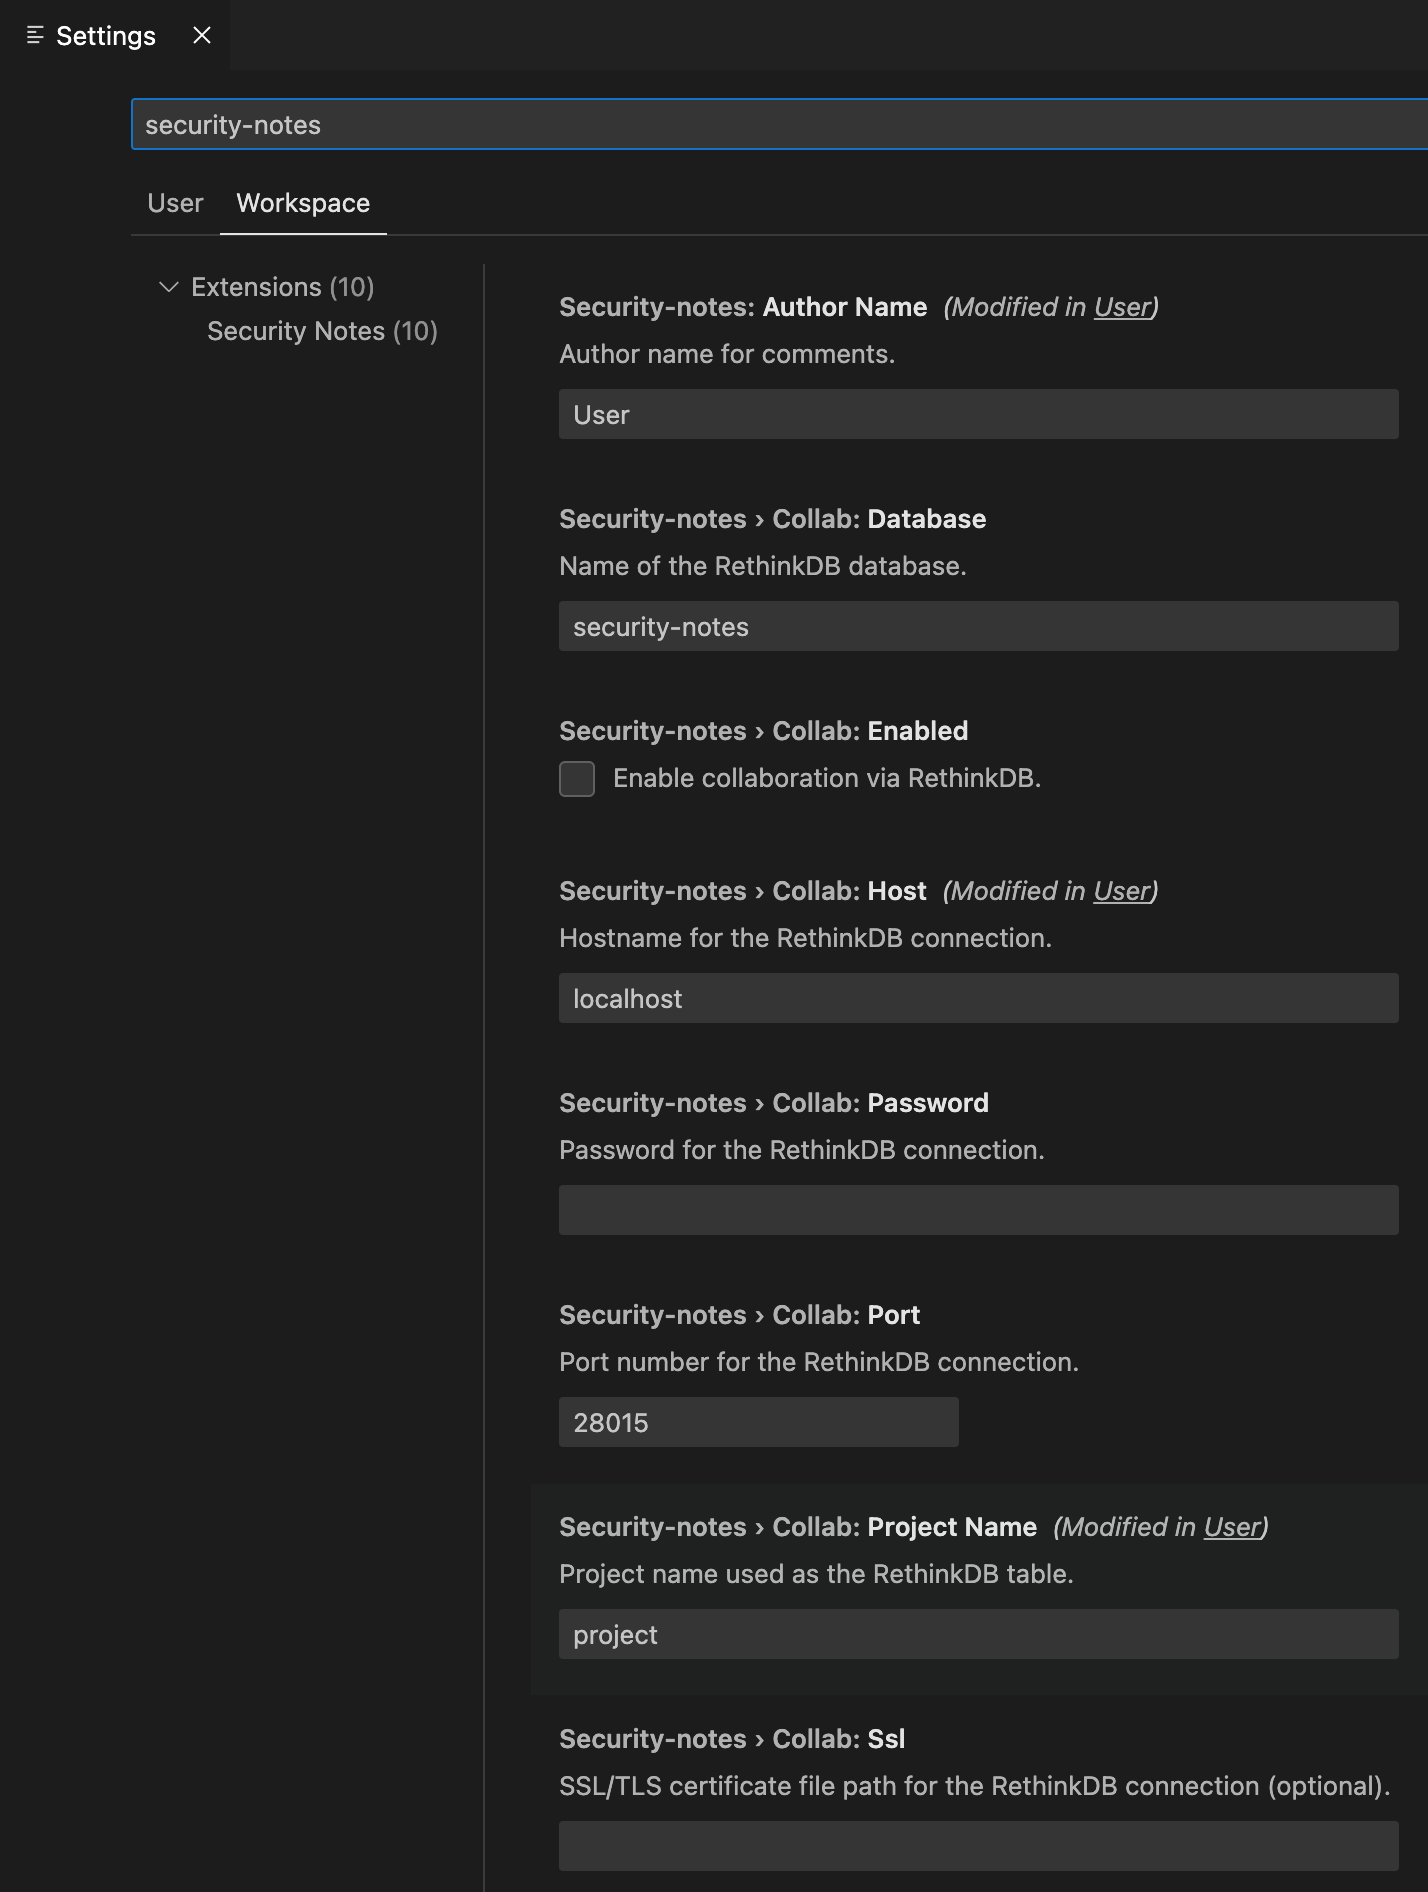 Settings
security-notes
User Workspace
Extensions (10)
Security Notes (10)
Security-notes: Author Name (Modified in User)
Author name for comments.
User
Security-notes › Collab: Database
Name of the RethinkDB database.
security-notes
Security-notes › Collab: Enabled
Enable collaboration via RethinkDB.
Security-notes › Collab: Host (Modified in User)
Hostname for the RethinkDB connection.
localhost
Security-notes › Collab: Password
Password for the RethinkDB connection.
Security-notes › Collab: Port
Port number for the RethinkDB connection.
28015
Security-notes › Collab: Project Name (Modified in User)
Project name used as the RethinkDB table.
project
Security-notes › Collab: Ssl
SSL/TLS certificate file path for the RethinkDB connection (optional).